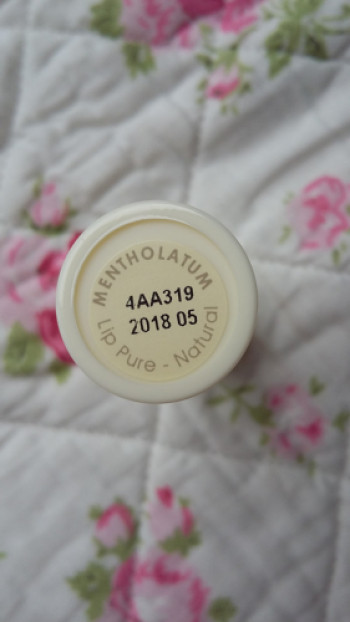 MENTHOLATUM
4AA319
2018 05
Lip Pure - Natural